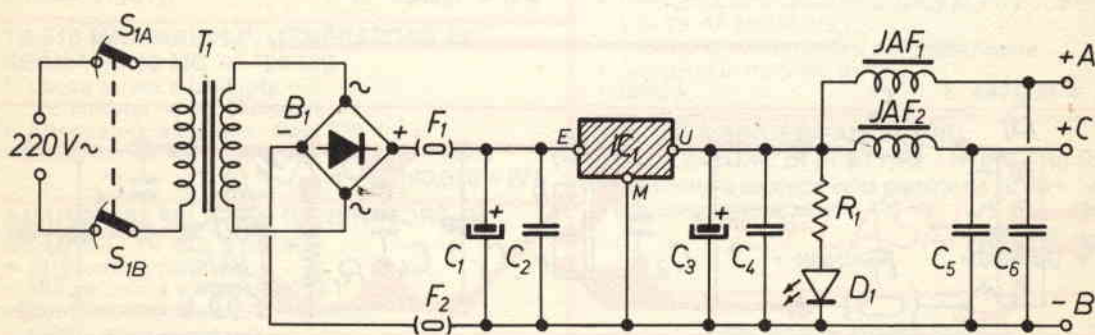 S1A
T1
JAF1
+A
JAF2
+C
B1
~
-
+
F1
E
IC1
U
220V~
M
+
C1
C2
+
C3
C4
R1
C5
C6
S1B
~
F2
D1
-B